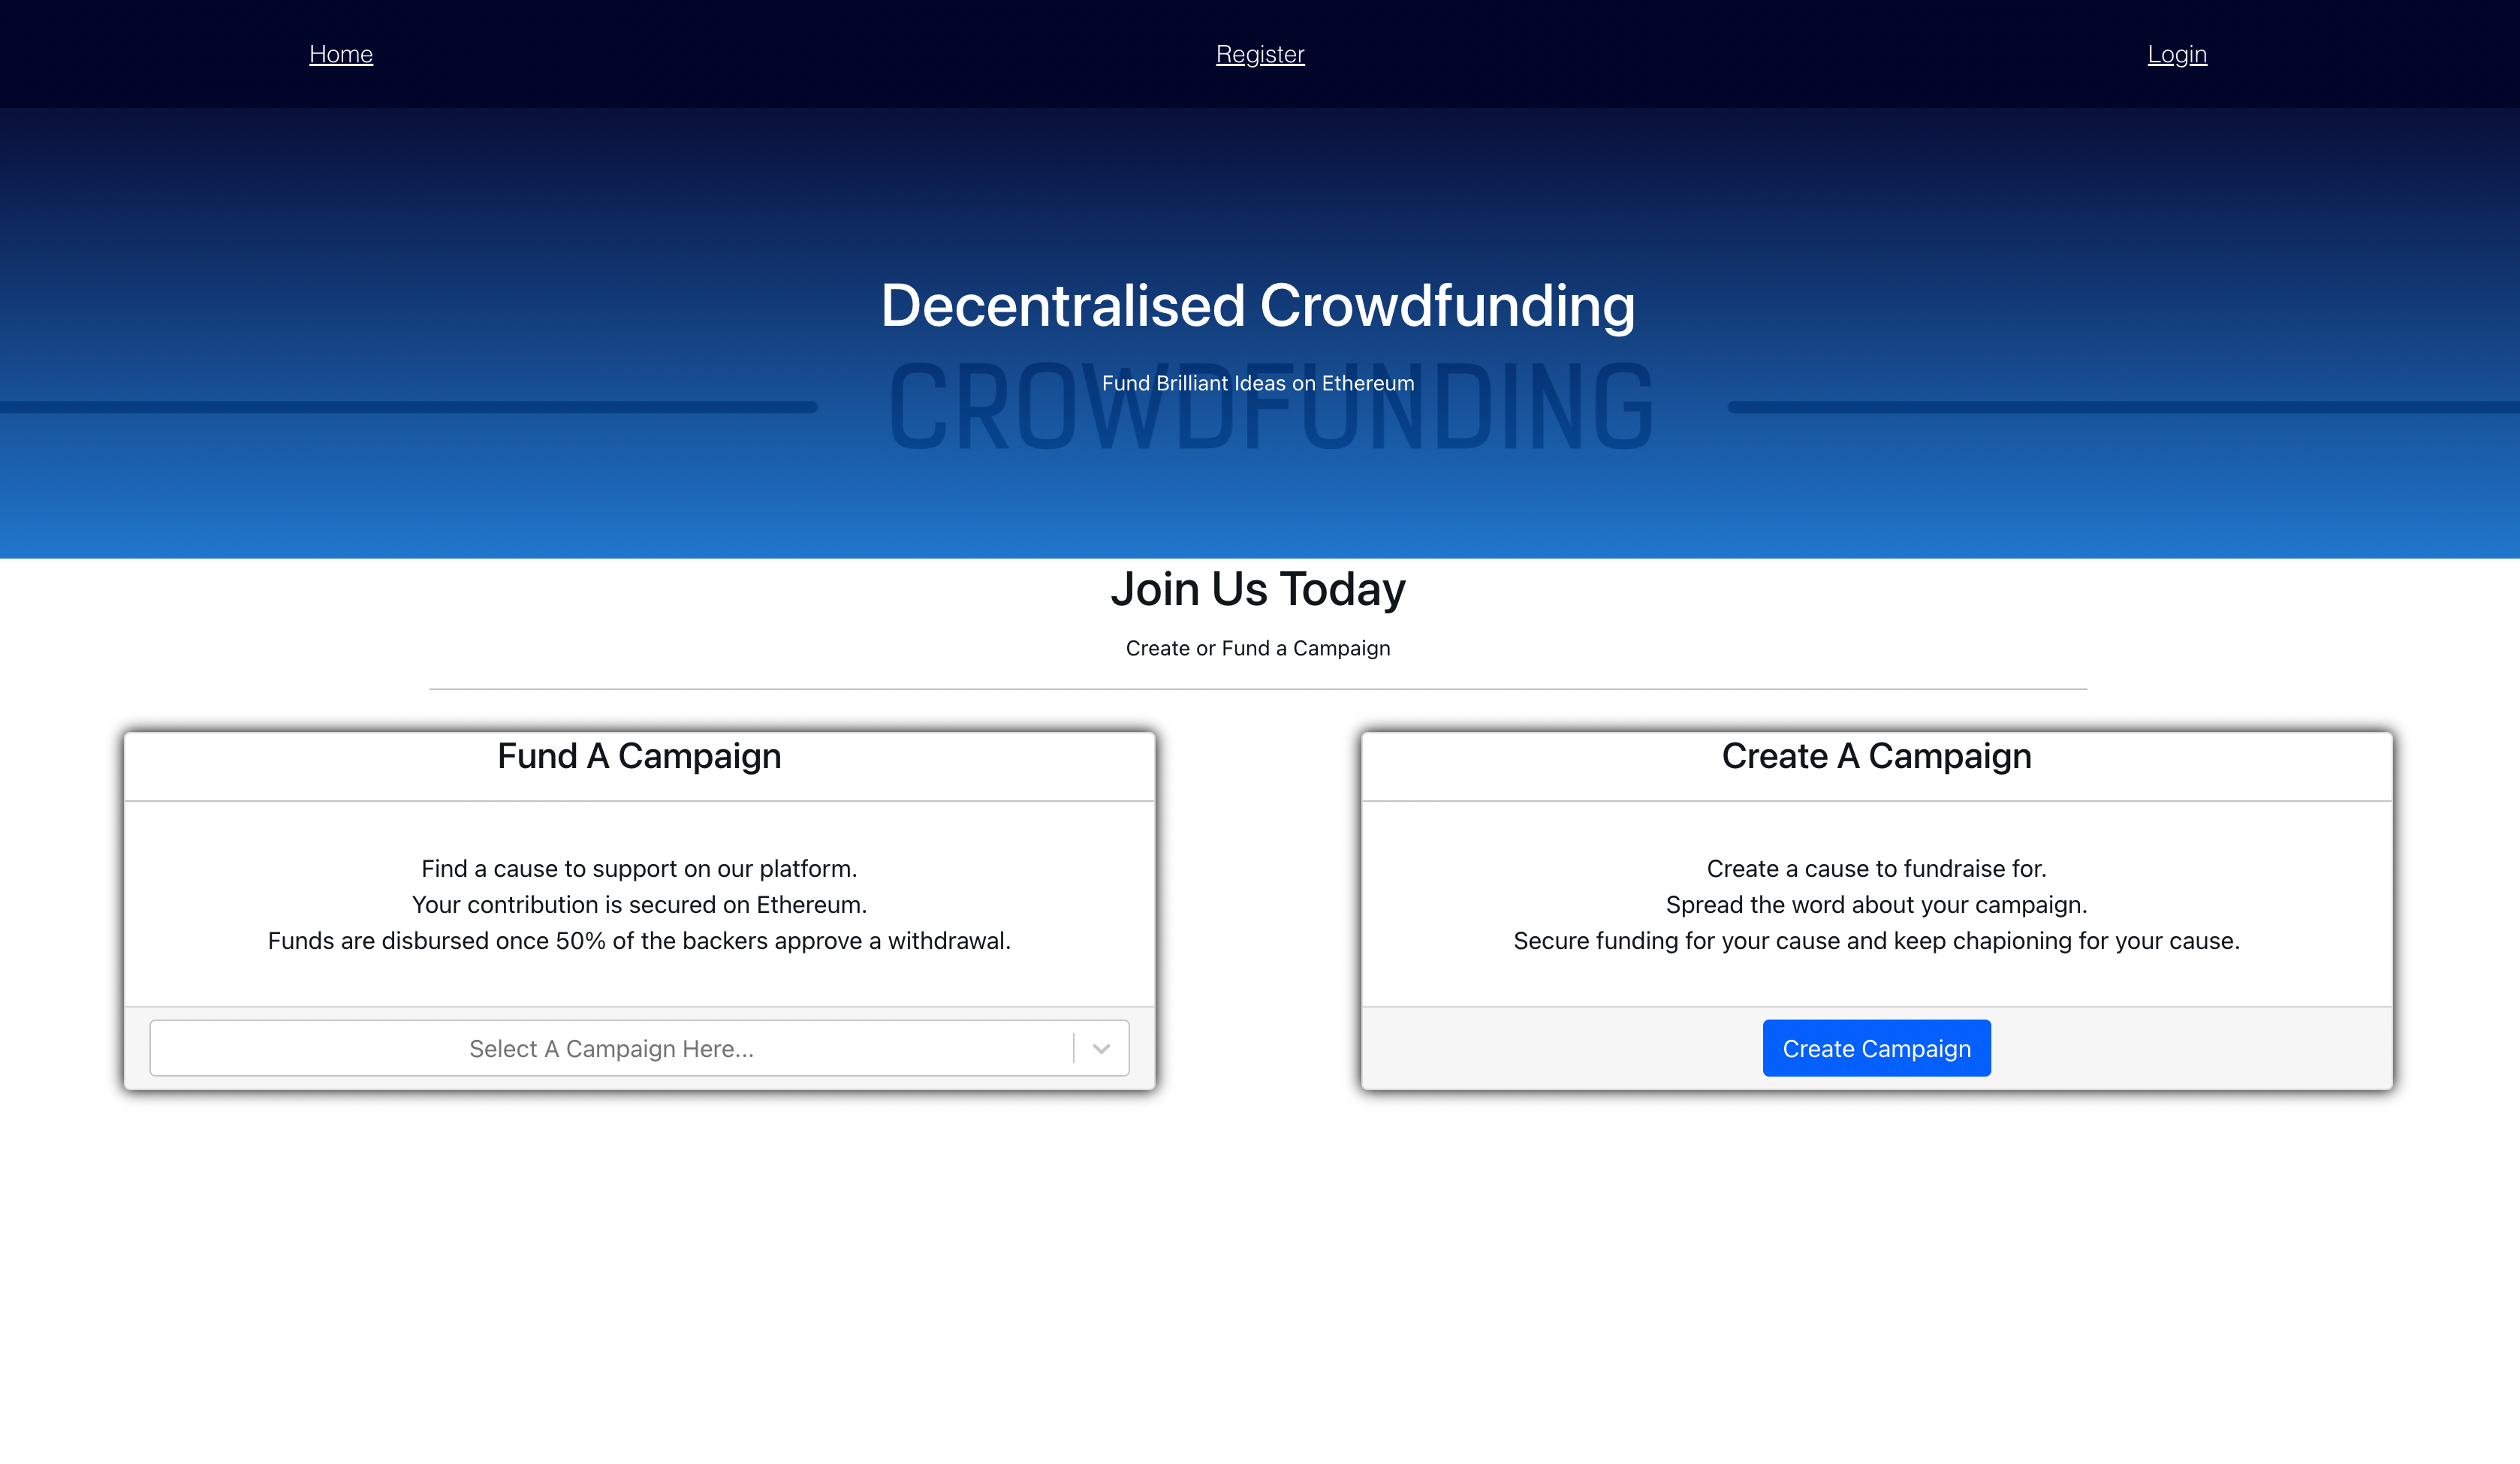 Home
Register
Login
Decentralised Crowdfunding
Fund Brilliant Ideas on Ethereum
CROWDFUNDING
Join Us Today
Create or Fund a Campaign
Fund A Campaign
Find a cause to support on our platform.
Your contribution is secured on Ethereum.
Funds are disbursed once 50% of the backers approve a withdrawal.
Select A Campaign Here...
Create A Campaign
Create a cause to fundraise for.
Spread the word about your campaign.
Secure funding for your cause and keep chapioning for your cause.
Create Campaign